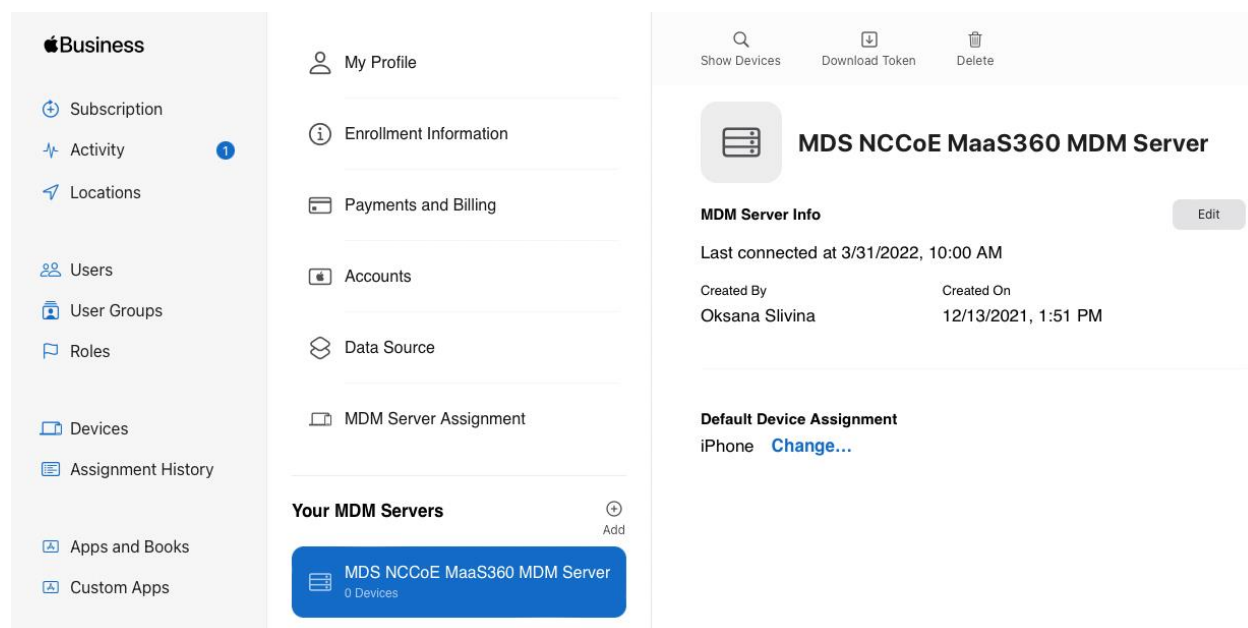 Business
Subscription
Activity 1
Locations
Users
User Groups
Roles
Devices
Assignment History
Apps and Books
Custom Apps
My Profile
Enrollment Information
Payments and Billing
Accounts
Data Source
MDM Server Assignment
Your MDM Servers
Add
MDS NCCoE MaaS360 MDM Server
0 Devices
Show Devices Download Token Delete
MDS NCCoE MaaS360 MDM Server
MDM Server Info Edit
Last connected at 3/31/2022, 10:00 AM
Created By Created On
Oksana Slivina 12/13/2021, 1:51 PM
Default Device Assignment
iPhone Change...